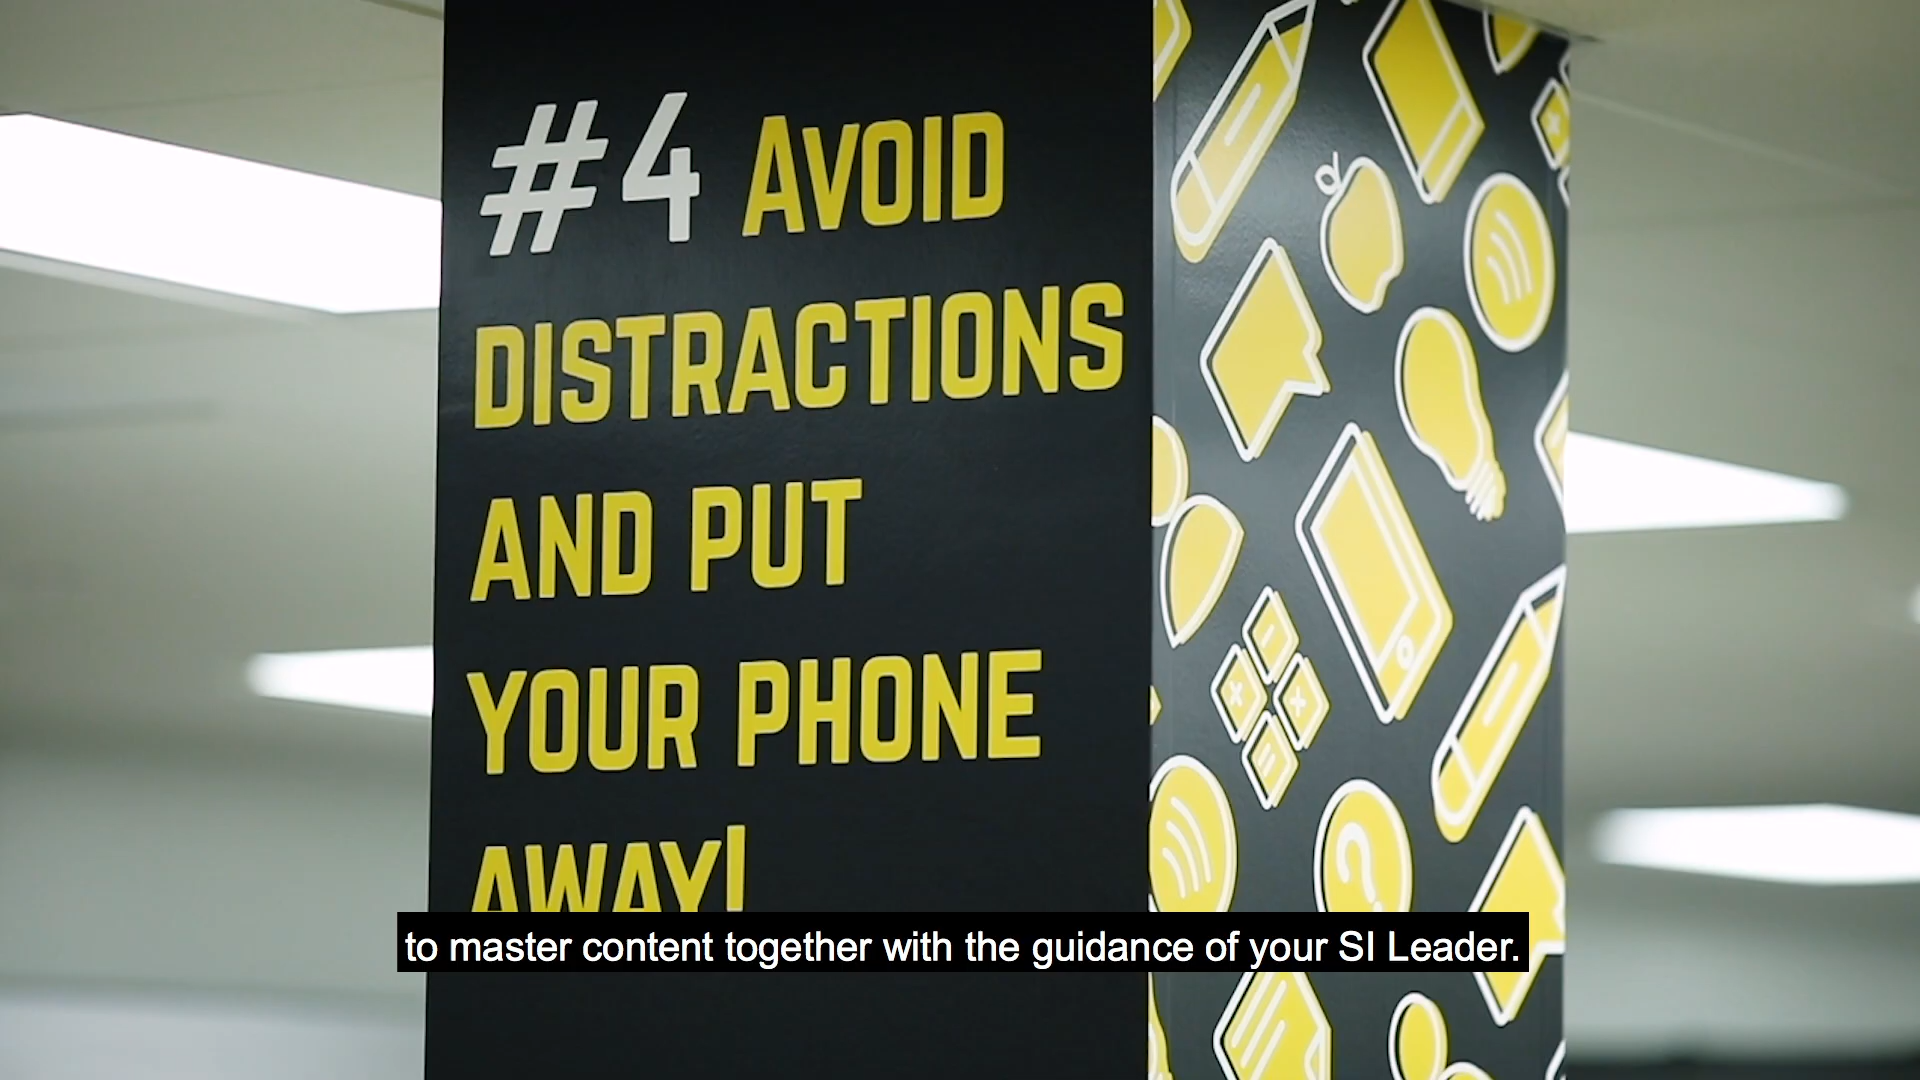 #4 AVOID
DISTRACTIONS
AND PUT
YOUR PHONE
AWAY!
to master content together with the guidance of your SI Leader.